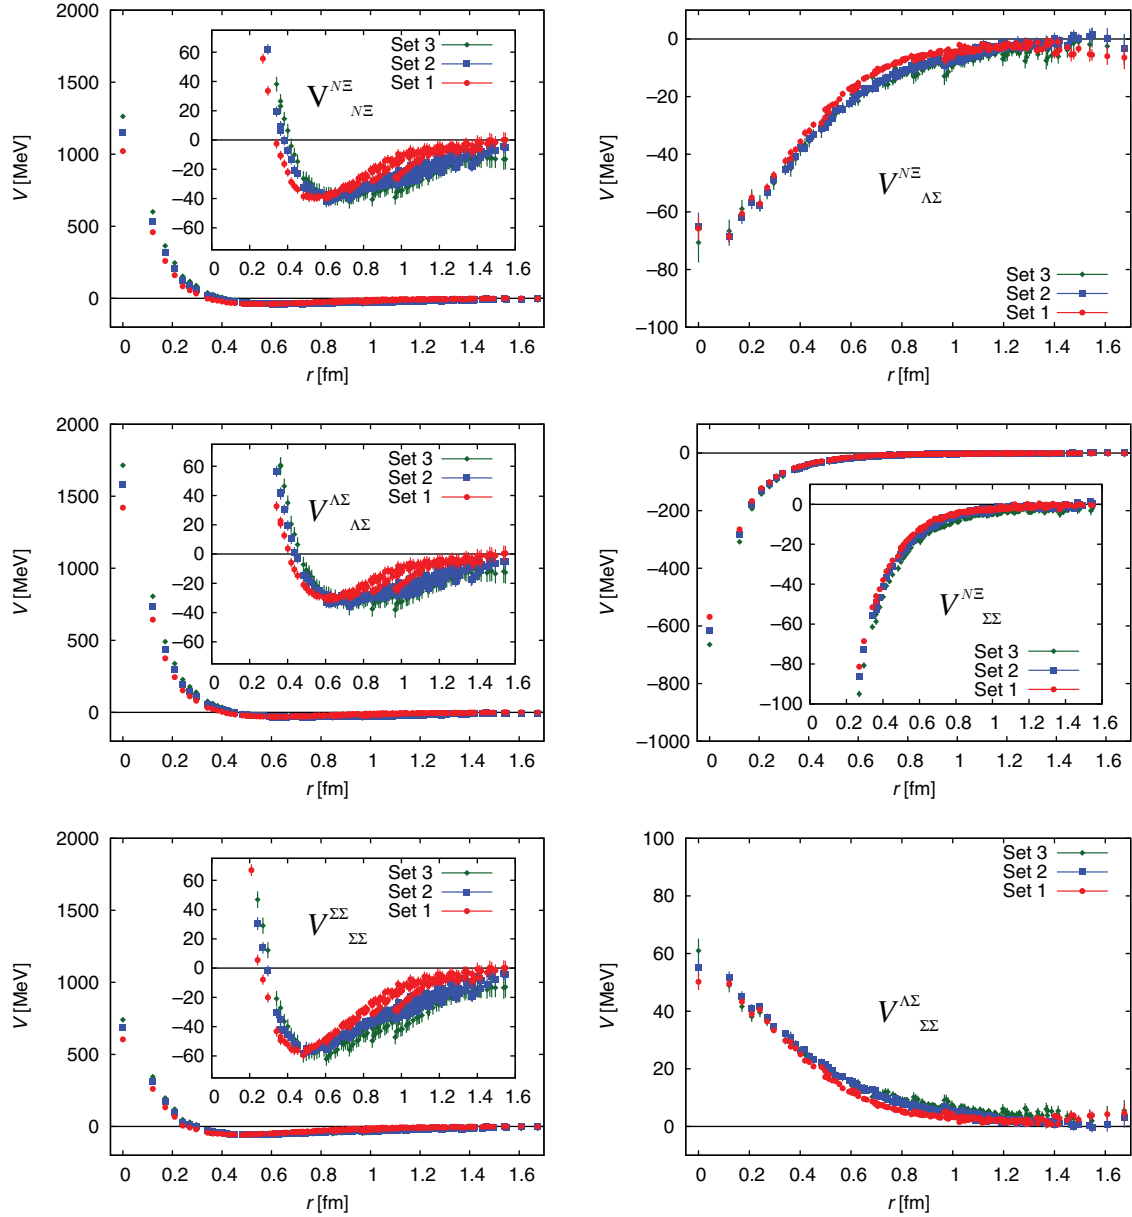 2000
1500
1000
500
0
V [MeV]
0 0.2 0.4 0.6 0.8 1 1.2 1.4 1.6
r [fm]
60
40
20
0
−20
−40
−60
0 0.2 0.4 0.6 0.8 1 1.2 1.4 1.6
Set 3
Set 2
Set 1
V^{NΞ}_{NΞ}
0
−20
−40
−60
−80
−100
V [MeV]
0 0.2 0.4 0.6 0.8 1 1.2 1.4 1.6
r [fm]
V^{NΞ}_{ΛΣ}
Set 3
Set 2
Set 1
2000
1500
1000
500
0
V [MeV]
0 0.2 0.4 0.6 0.8 1 1.2 1.4 1.6
r [fm]
60
40
20
0
−20
−40
−60
0 0.2 0.4 0.6 0.8 1 1.2 1.4 1.6
Set 3
Set 2
Set 1
V^{ΛΣ}_{ΛΣ}
0
−200
−400
−600
−800
−1000
V [MeV]
0 0.2 0.4 0.6 0.8 1 1.2 1.4 1.6
r [fm]
0
−20
−40
−60
−80
−100
0 0.2 0.4 0.6 0.8 1 1.2 1.4 1.6
V^{NΞ}_{ΣΣ}
Set 3
Set 2
Set 1
2000
1500
1000
500
0
V [MeV]
0 0.2 0.4 0.6 0.8 1 1.2 1.4 1.6
r [fm]
60
40
20
0
−20
−40
−60
0 0.2 0.4 0.6 0.8 1 1.2 1.4 1.6
Set 3
Set 2
Set 1
V^{ΣΣ}_{ΣΣ}
100
80
60
40
20
0
V [MeV]
0 0.2 0.4 0.6 0.8 1 1.2 1.4 1.6
r [fm]
Set 3
Set 2
Set 1
V^{ΛΣ}_{ΣΣ}